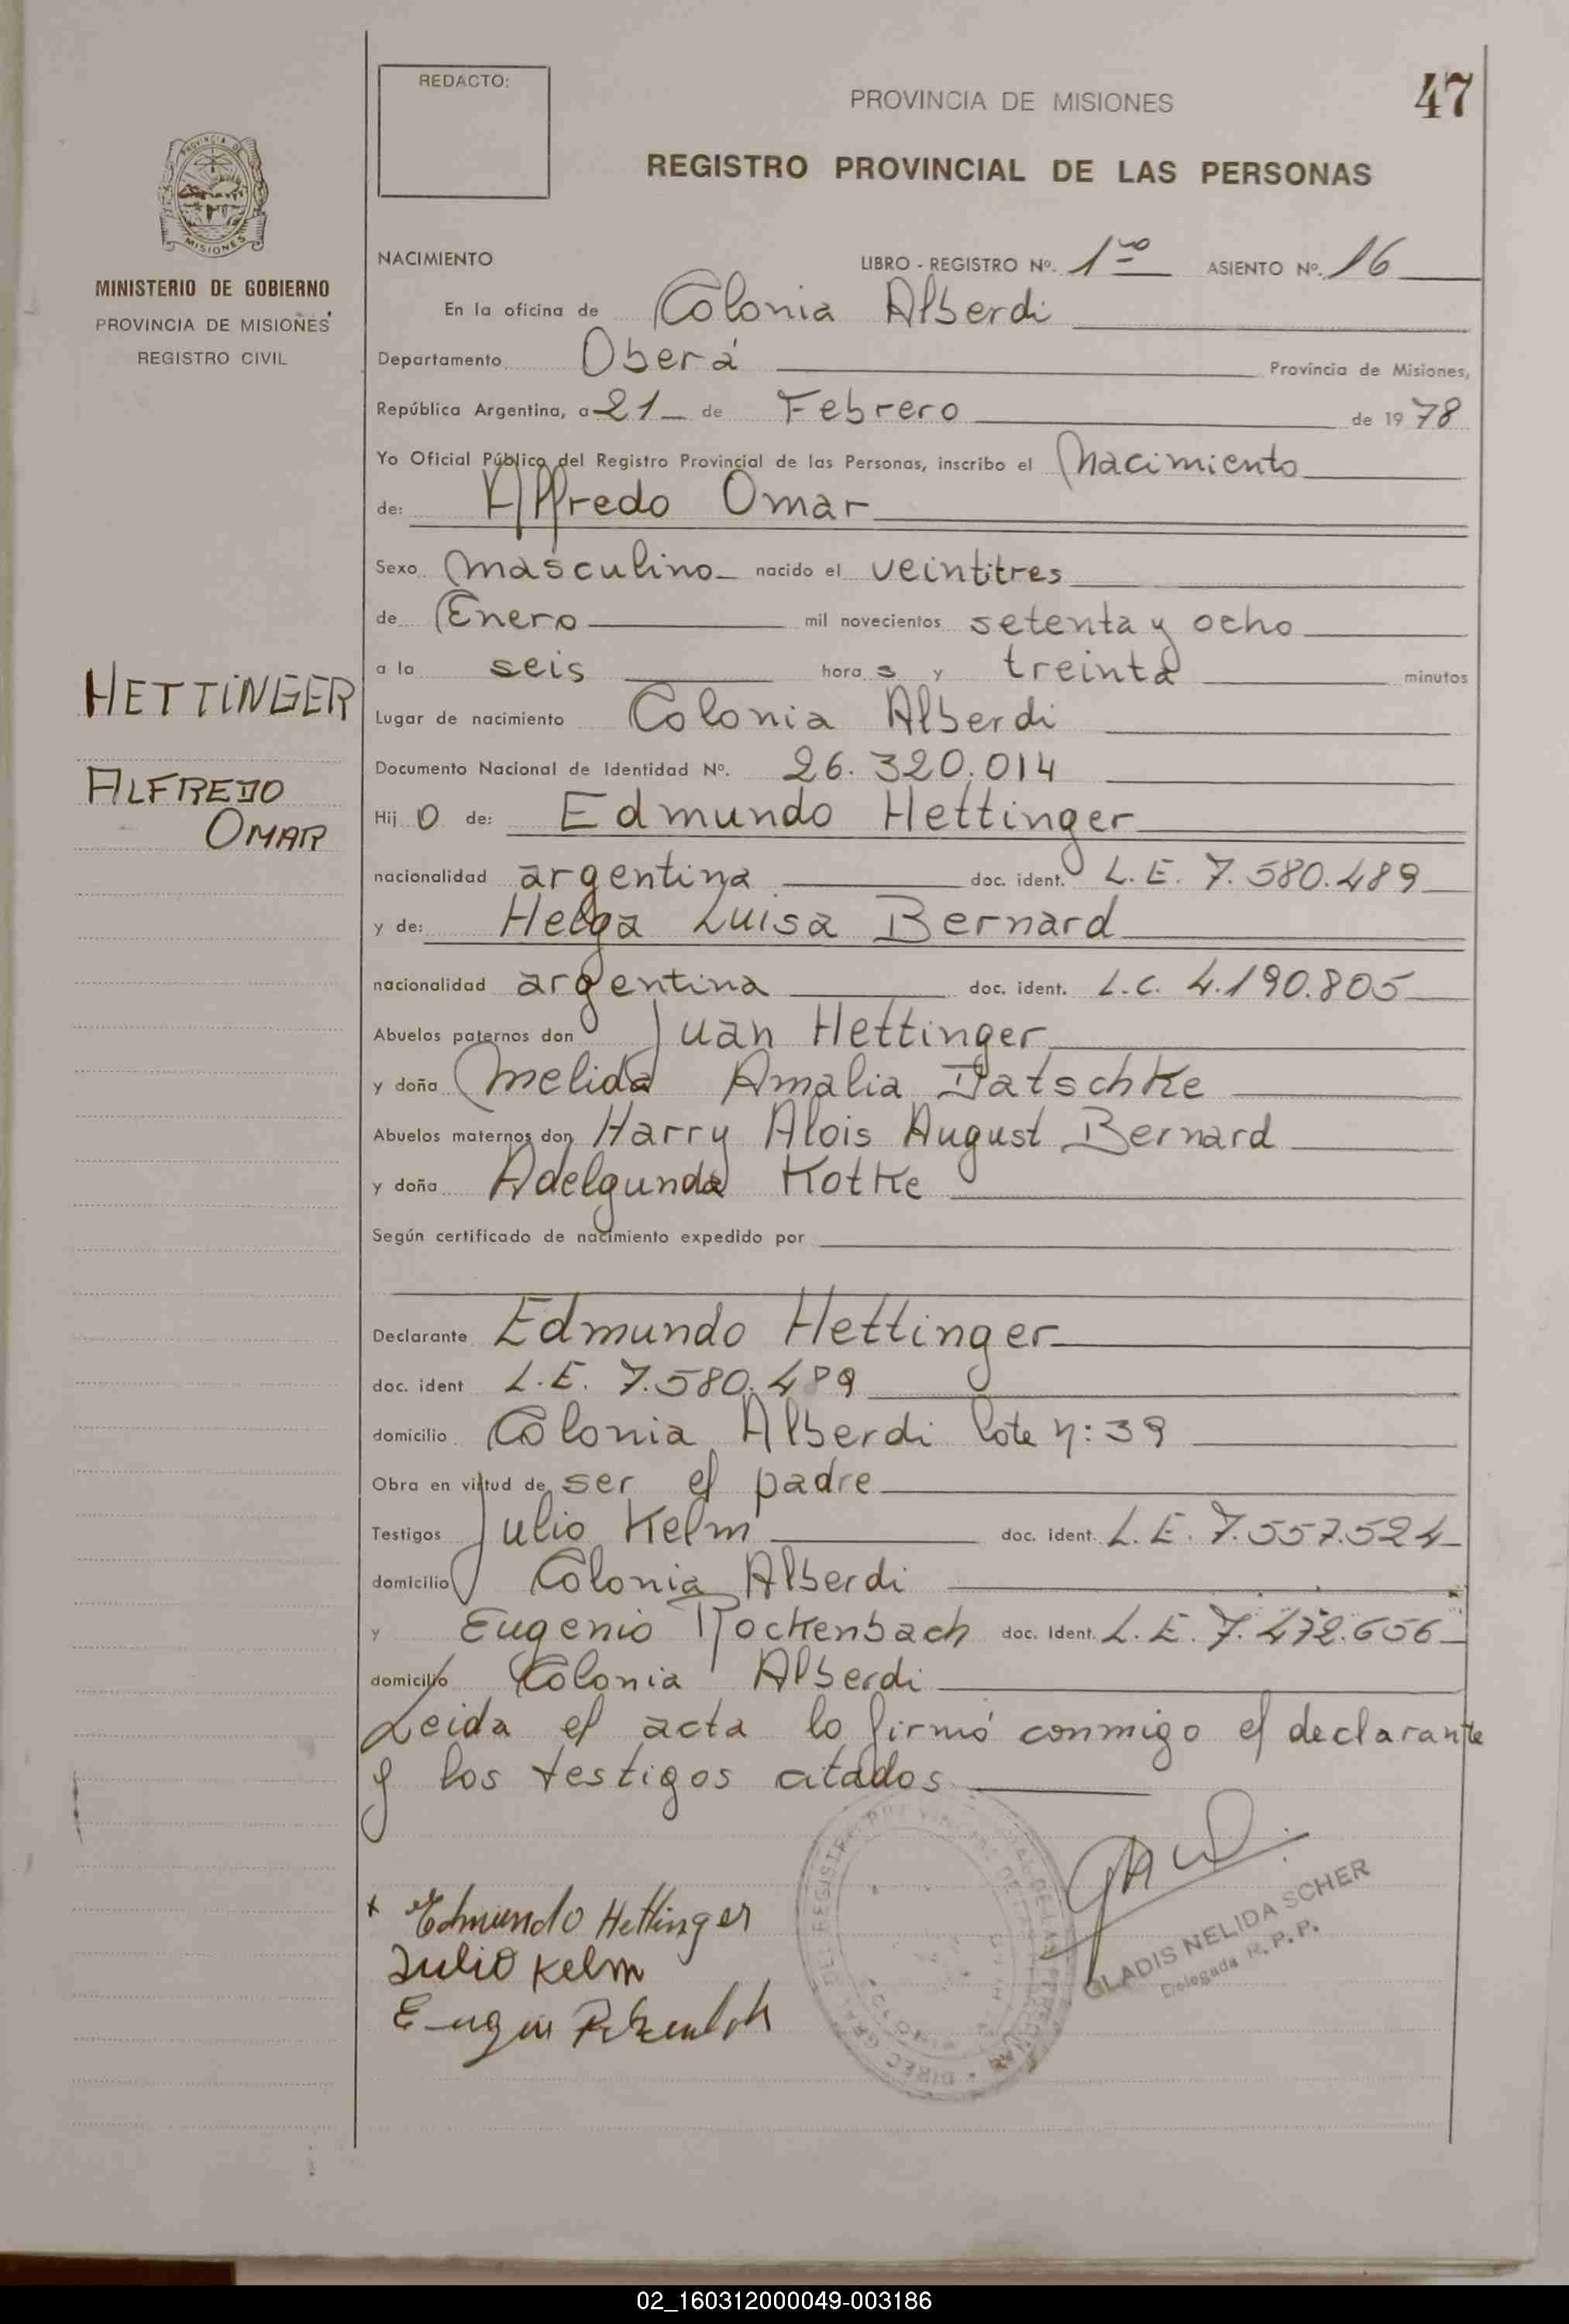 REDACTO:
PROVINCIA DE MISIONES
47
REGISTRO PROVINCIAL DE LAS PERSONAS
PROVINCIA DE
MISIONES
MINISTERIO DE GOBIERNO
PROVINCIA DE MISIONES
REGISTRO CIVIL
HETTINGER
ALFREDO
OMAR
NACIMIENTO
LIBRO - REGISTRO Nº. 1ro ASIENTO Nº. 16
En la oficina de Colonia Alberdi
Departamento Oberá Provincia de Misiones,
República Argentina, a 21 de Febrero de 1978
Yo Oficial Público del Registro Provincial de las Personas, inscribo el Nacimiento
de: Alfredo Omar
Sexo masculino nacido el veintitres
de Enero mil novecientos setenta y ocho
a la seis hora s y treinta minutos
Lugar de nacimiento Colonia Alberdi
Documento Nacional de Identidad Nº. 26.320.014
Hij o de: Edmundo Hettinger
nacionalidad argentina doc. ident. L.E. 7.580.489
y de: Helga Luisa Bernard
nacionalidad argentina doc. ident. L.C. 4.190.805
Abuelos paternos don Juan Hettinger
y doña Melida Amalia Datschke
Abuelos maternos don Harry Alois August Bernard
y doña Adelgunda Kotke
Según certificado de nacimiento expedido por
Declarante Edmundo Hettinger
doc. ident L.E. 7.580.489
domicilio Colonia Alberdi lote n: 39
Obra en virtud de ser el padre
Testigos Julio Kelm doc. ident. L.E. 7.557.524
domicilio Colonia Alberdi
y Eugenio Rockenbach doc. Ident. L.E. 7.472.656
domicilio Colonia Alberdi
Leida el acta lo firmó conmigo el declarante
y los testigos citados
Edmundo Hettinger
Julio Kelm
GLADIS NELIDA SCHER
Delegada R.P.P.
02_160312000049-003186